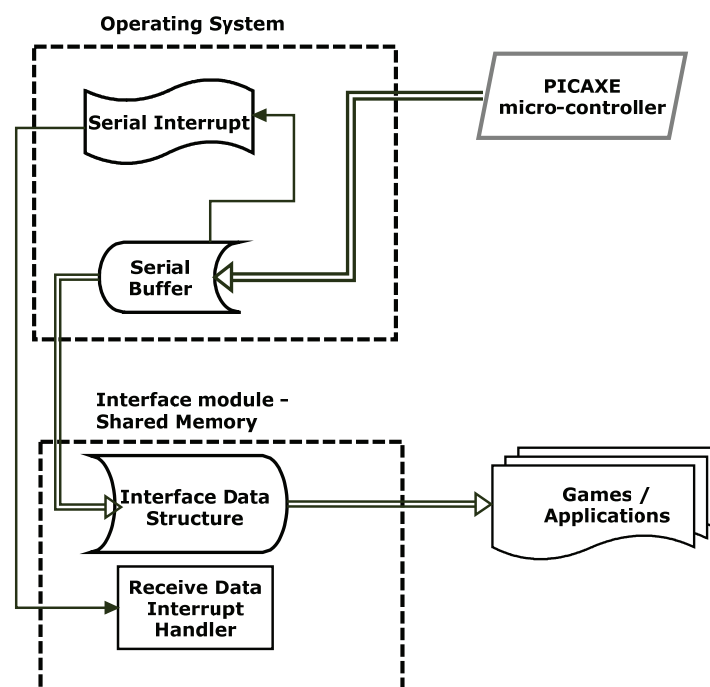 Operating System
PICAXE
micro-controller
Serial Interrupt
Serial
Buffer
Interface module -
Shared Memory
Interface Data
Structure
Games /
Applications
Receive Data
Interrupt
Handler